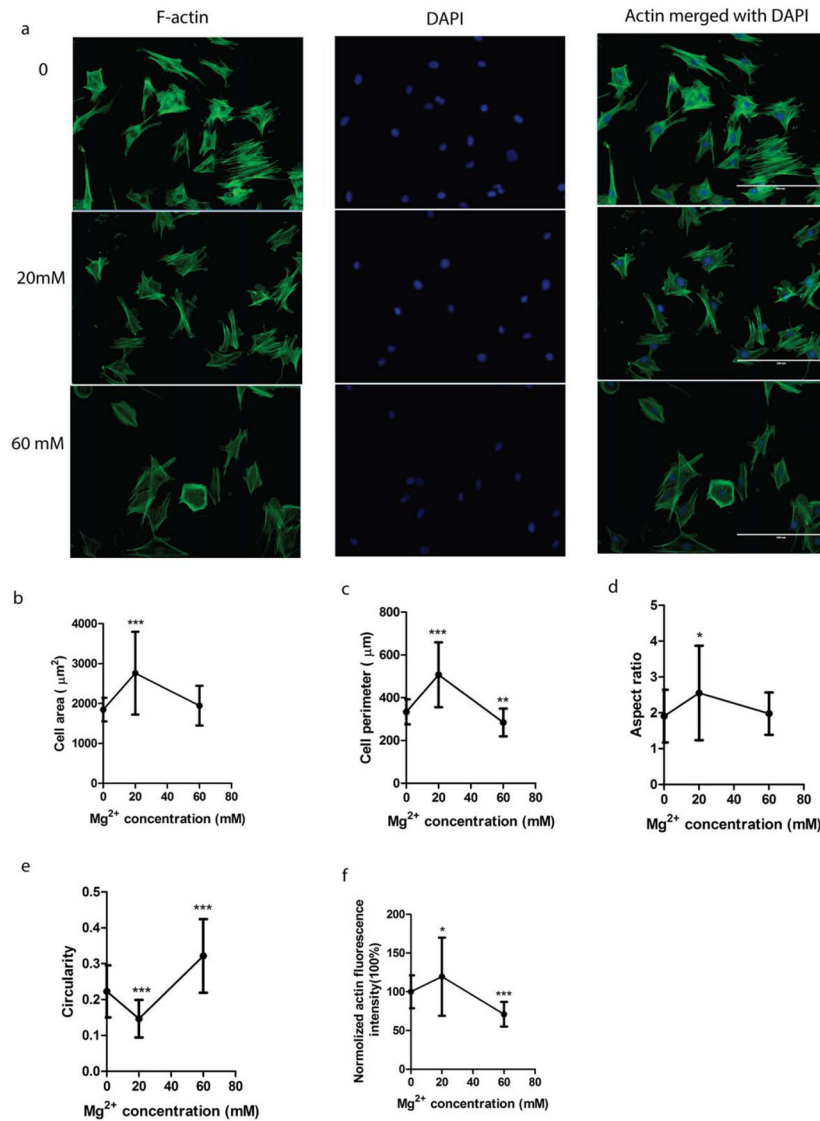 a
F-actin
DAPI
Actin merged with DAPI
0
20mM
60 mM
b
Cell area ( μm²)
4000
3000
2000
1000
0
***
0 20 40 60 80
Mg²⁺ concentration (mM)
c
Cell perimeter ( μm)
800
600
400
200
0
***
**
0 20 40 60 80
Mg²⁺ concentration (mM)
d
Aspect ratio
5
4
3
2
1
0
*
0 20 40 60 80
Mg²⁺ concentration (mM)
e
Circularity
0.5
0.4
0.3
0.2
0.1
0.0
***
***
0 20 40 60 80
Mg²⁺ concentration (mM)
f
Normolized actin fluorescence
intensity(100%)
200
150
100
50
0
*
***
0 20 40 60 80
Mg²⁺ concentration (mM)